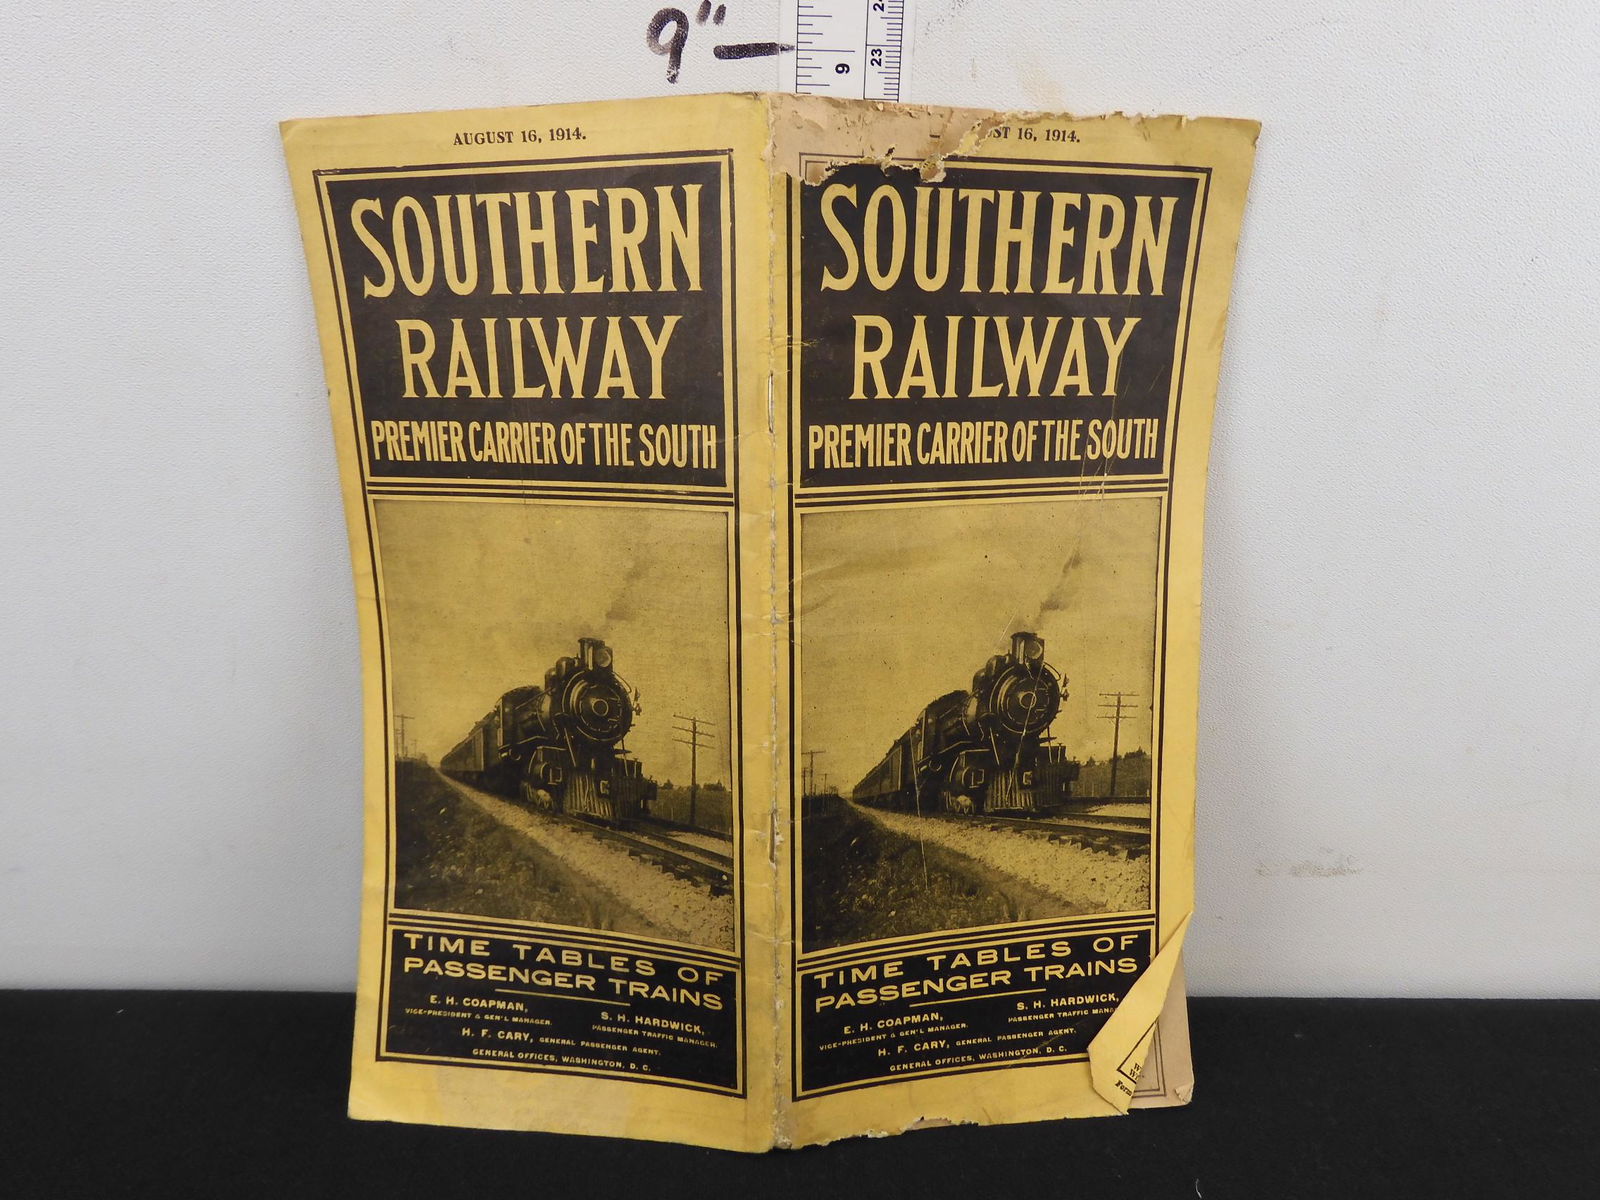 9"—
9
23
AUGUST 16, 1914.
SOUTHERN
RAILWAY
PREMIER CARRIER OF THE SOUTH
TIME TABLES OF
PASSENGER TRAINS
E. H. COAPMAN,
VICE-PRESIDENT & GEN'L MANAGER.
S. H. HARDWICK,
PASSENGER TRAFFIC MANAGER.
H. F. CARY, GENERAL PASSENGER AGENT.
GENERAL OFFICES, WASHINGTON, D. C.
16, 1914.
SOUTHERN
RAILWAY
PREMIER CARRIER OF THE SOUTH
TIME TABLES OF
PASSENGER TRAINS
E. H. COAPMAN,
VICE-PRESIDENT & GEN'L MANAGER.
S. H. HARDWICK,
PASSENGER TRAFFIC
H. F. CARY, GENERAL PASSENGER AGENT.
GENERAL OFFICES, WASHINGTON, D. C.